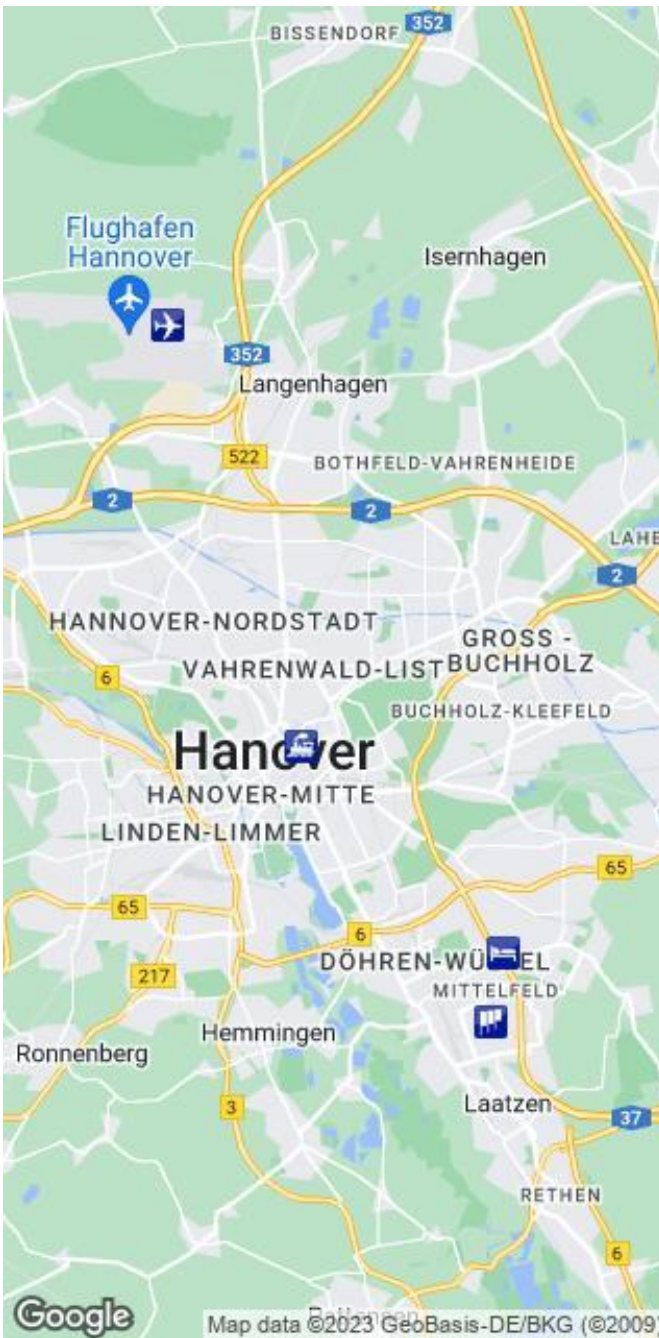 BISSENDORF
352
Flughafen
Hannover
Isernhagen
352
Langenhagen
522
BOTHFELD-VAHRENHEIDE
2
2
LAHE
2
HANNOVER-NORDSTADT
GROSS -
BUCHHOLZ
VAHRENWALD-LIST
6
BUCHHOLZ-KLEEFELD
Hanover
HANOVER-MITTE
LINDEN-LIMMER
65
65
6
DÖHREN-WÜ EL
217
MITTELFELD
Hemmingen
Ronnenberg
Laatzen
3
37
RETHEN
6
Google
Map data ©2023 GeoBasis-DE/BKG (©2009)